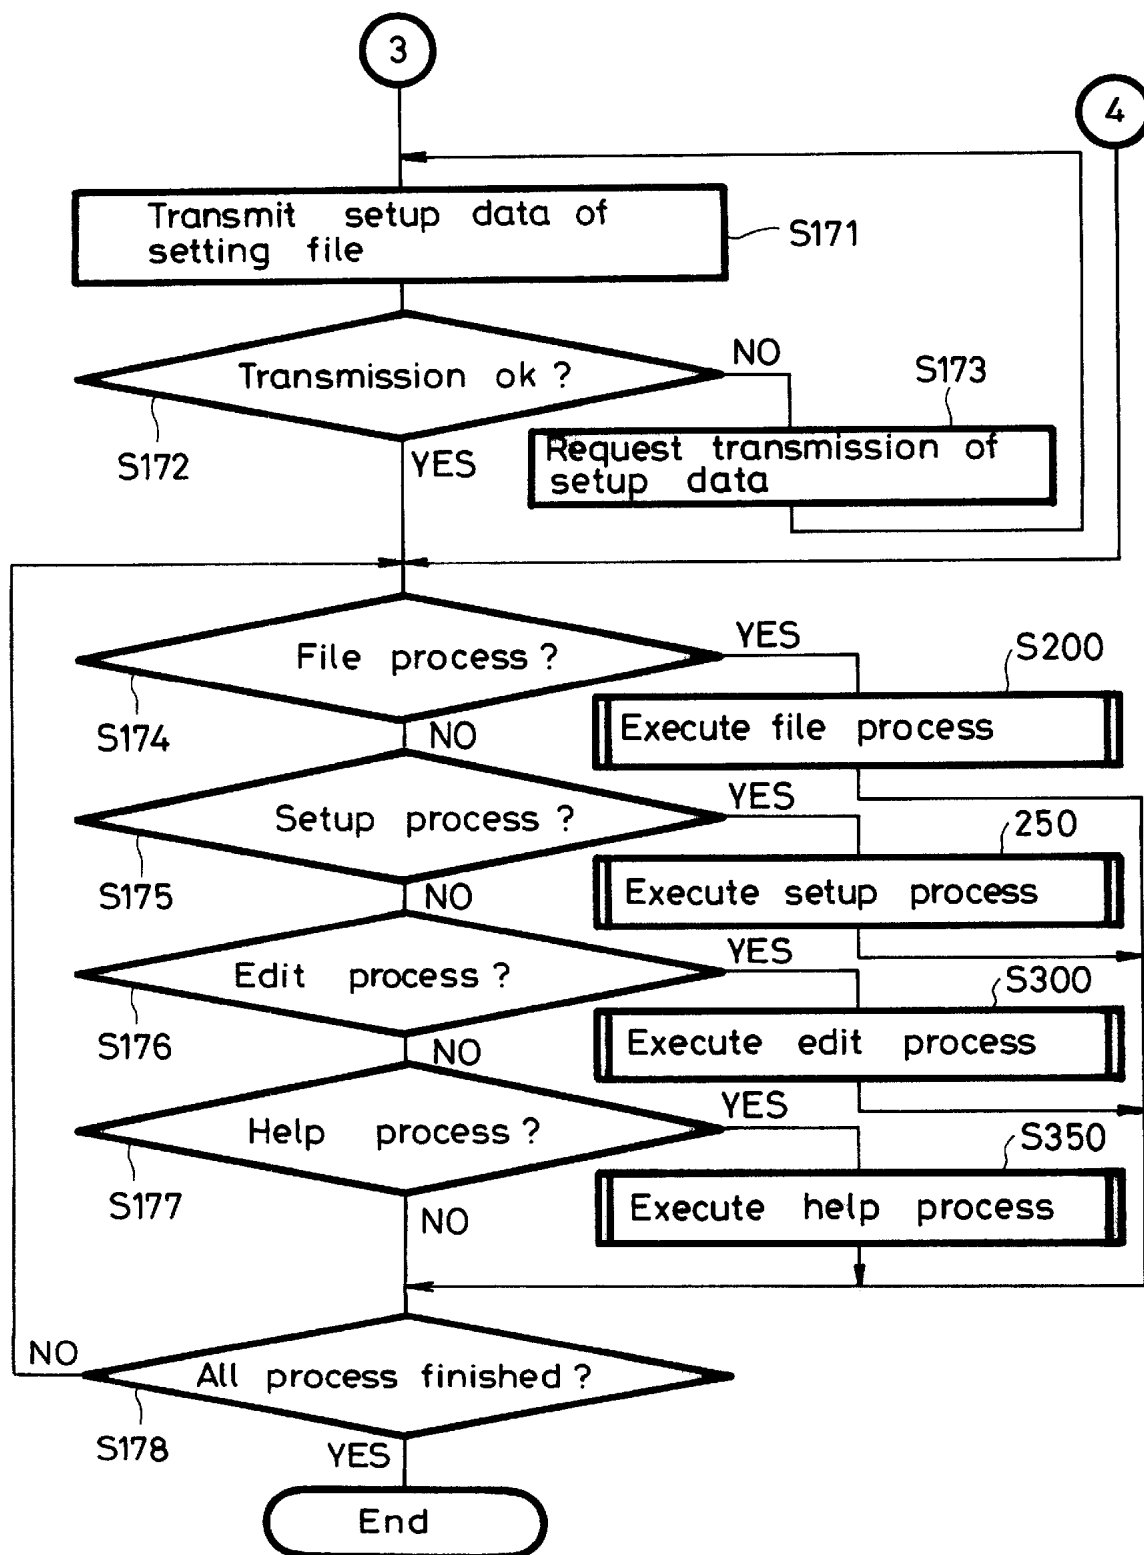 3
4
Transmit setup data of
setting file
S171
Transmission ok ?
NO
S173
S172
YES
Request transmission of
setup data
File process ?
YES
S200
S174
NO
Execute file process
Setup process ?
YES
250
S175
NO
Execute setup process
Edit process ?
YES
S300
S176
NO
Execute edit process
Help process ?
YES
S350
S177
NO
Execute help process
NO
All process finished ?
S178
YES
End